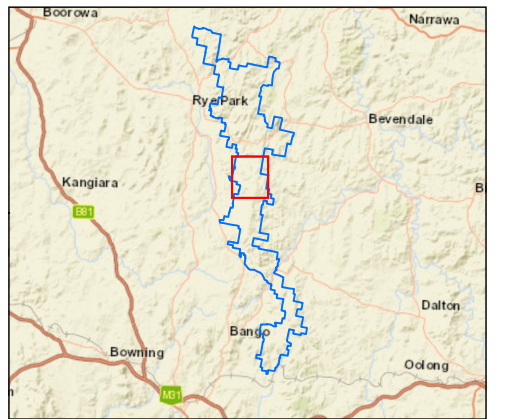 Boorowa
Narrawa
Rye Park
Bevendale
Kangiara
B
B81
Dalton
Bango
Bowning
Oolong
M31